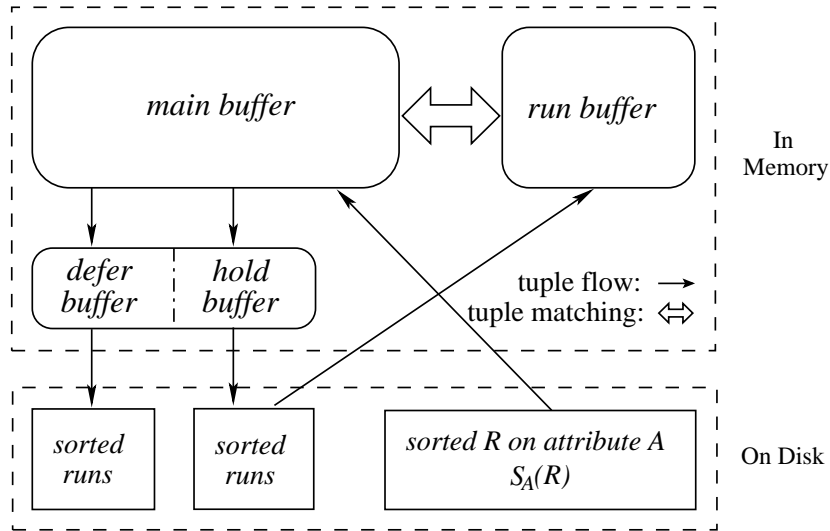 main buffer
run buffer
In
Memory
defer
buffer
hold
buffer
tuple flow:
tuple matching:
sorted
runs
sorted
runs
sorted R on attribute A
S_A(R)
On Disk